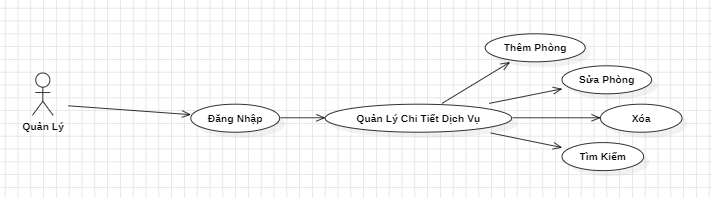 Thêm Phòng
Sửa Phòng
Quản Lý
Đăng Nhập
Quản Lý Chi Tiết Dịch Vụ
Xóa
Tìm Kiếm